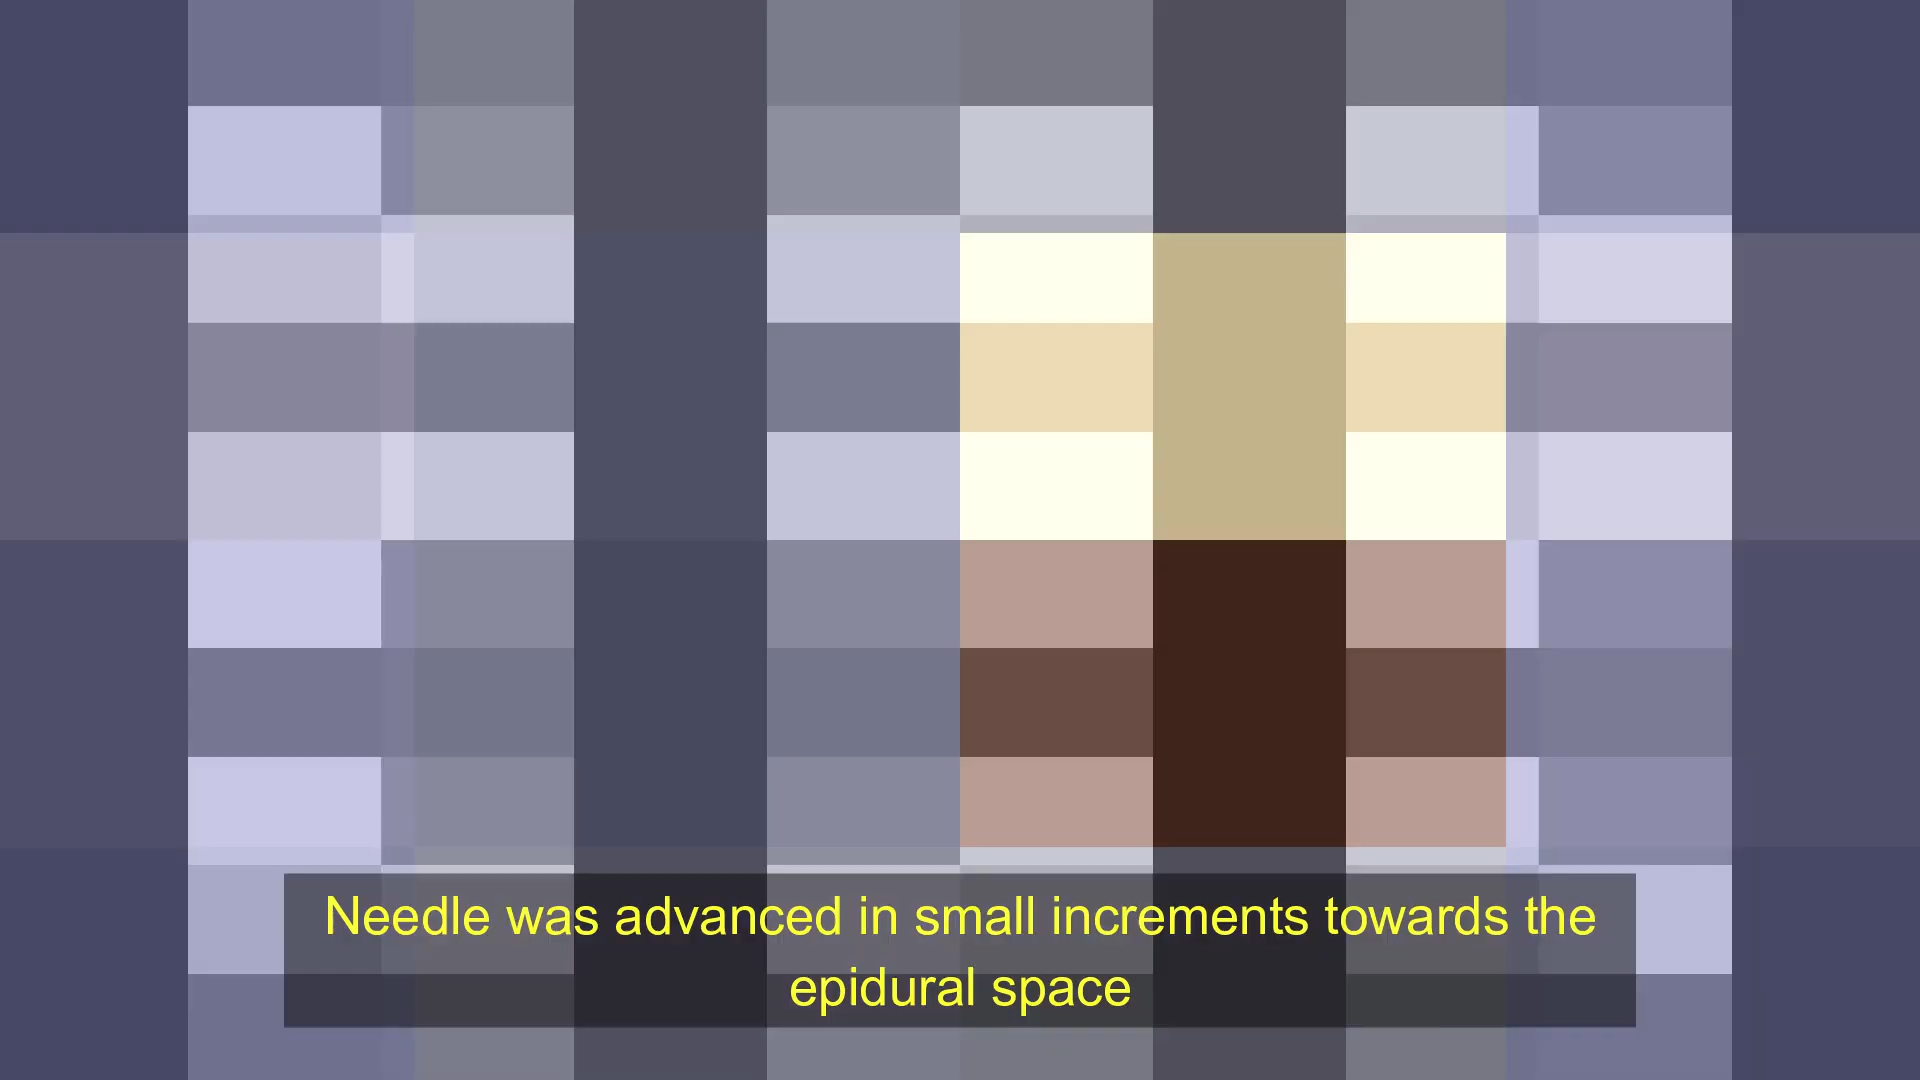 Needle was advanced in small increments towards the
epidural space